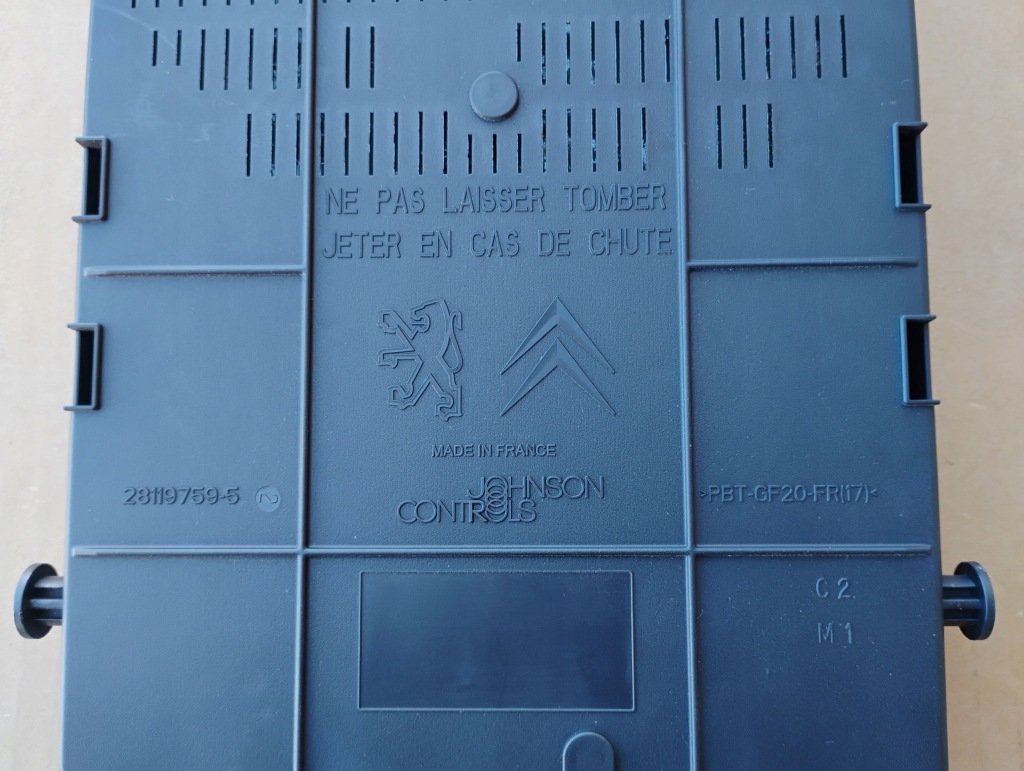 NE PAS LAISSER TOMBER
JETER EN CAS DE CHUTE
MADE IN FRANCE
28119759-5 2
JOHNSON
CONTROLS
>PBT-GF20-FR(17)<
C 2
M 1